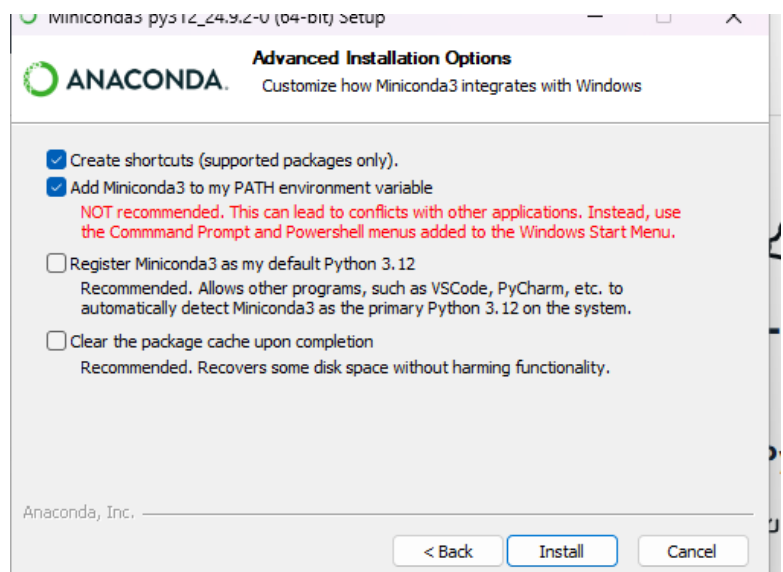 Miniconda3 py312_24.9.2-0 (64-bit) Setup
ANACONDA.
Advanced Installation Options
Customize how Miniconda3 integrates with Windows
Create shortcuts (supported packages only).
Add Miniconda3 to my PATH environment variable
NOT recommended. This can lead to conflicts with other applications. Instead, use
the Commmand Prompt and Powershell menus added to the Windows Start Menu.
Register Miniconda3 as my default Python 3.12
Recommended. Allows other programs, such as VSCode, PyCharm, etc. to
automatically detect Miniconda3 as the primary Python 3.12 on the system.
Clear the package cache upon completion
Recommended. Recovers some disk space without harming functionality.
Anaconda, Inc.
< Back
Install
Cancel